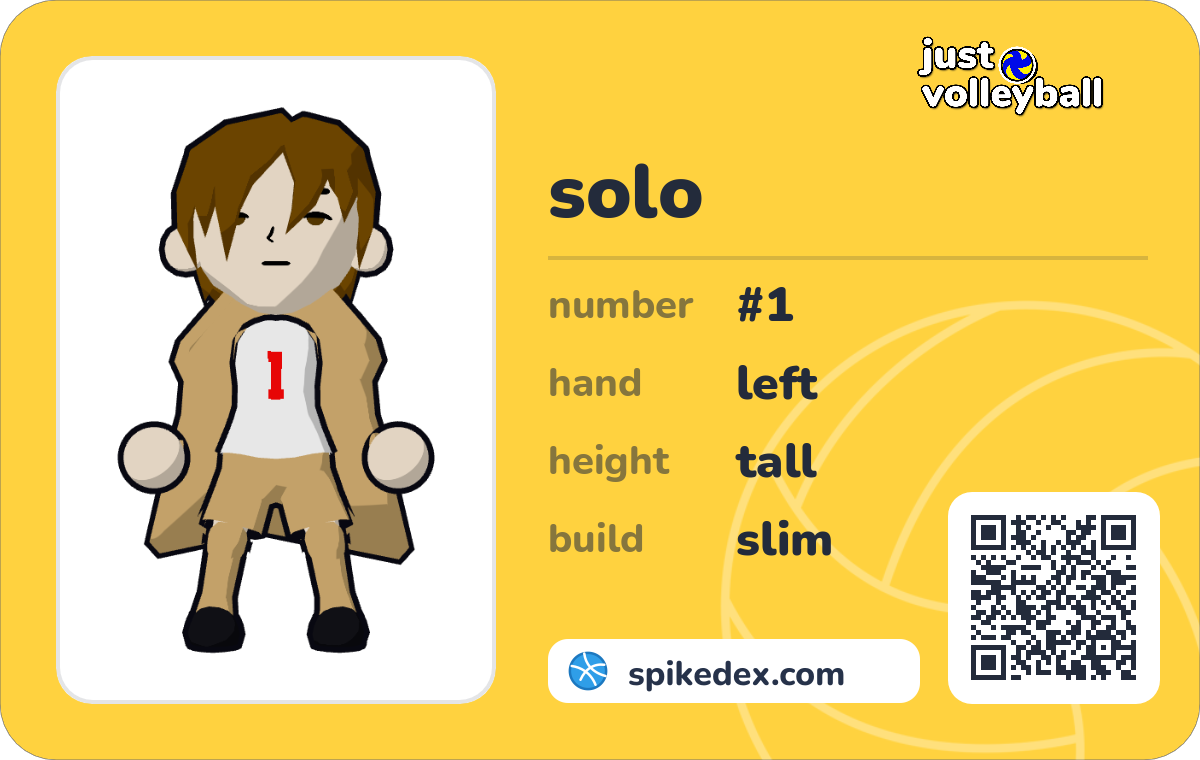 just
volleyball
solo
number #1
hand left
height tall
build slim
1
spikedex.com